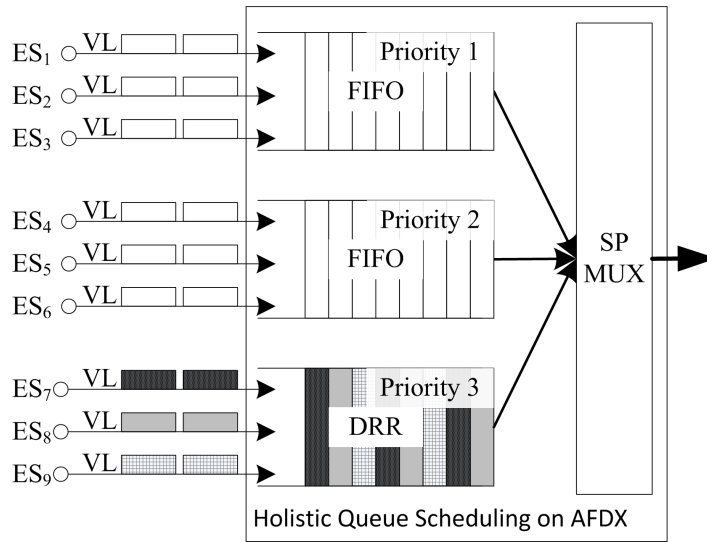 ES1 VL
Priority 1
ES2 VL
FIFO
ES3 VL
ES4 VL
Priority 2
ES5 VL
FIFO
ES6 VL
SP
MUX
ES7 VL
Priority 3
ES8 VL
DRR
ES9 VL
Holistic Queue Scheduling on AFDX